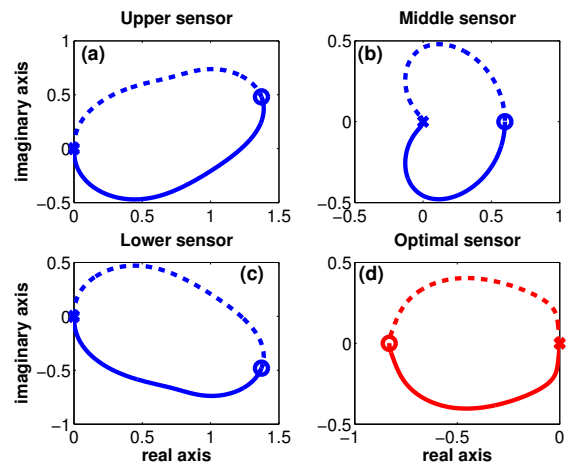 Upper sensor
Middle sensor
(a)
(b)
imaginary axis
1
0.5
0
−0.5
0
0.5
1
1.5
0.5
0
−0.5
−0.5
0
0.5
1
Lower sensor
Optimal sensor
(c)
(d)
imaginary axis
0.5
0
−0.5
−1
0
0.5
1
1.5
real axis
0.5
0
−0.5
−1
−0.5
0
real axis